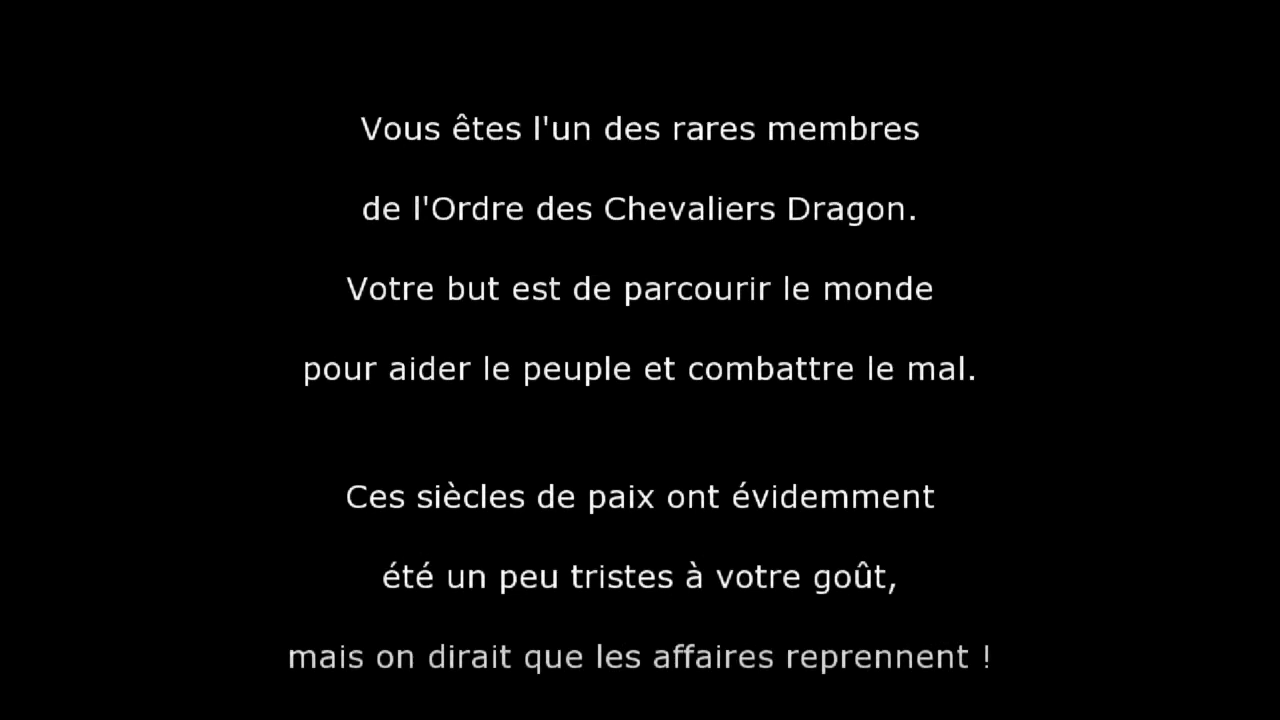 Vous êtes l'un des rares membres
de l'Ordre des Chevaliers Dragon.
Votre but est de parcourir le monde
pour aider le peuple et combattre le mal.
Ces siècles de paix ont évidemment
été un peu tristes à votre goût,
mais on dirait que les affaires reprennent !